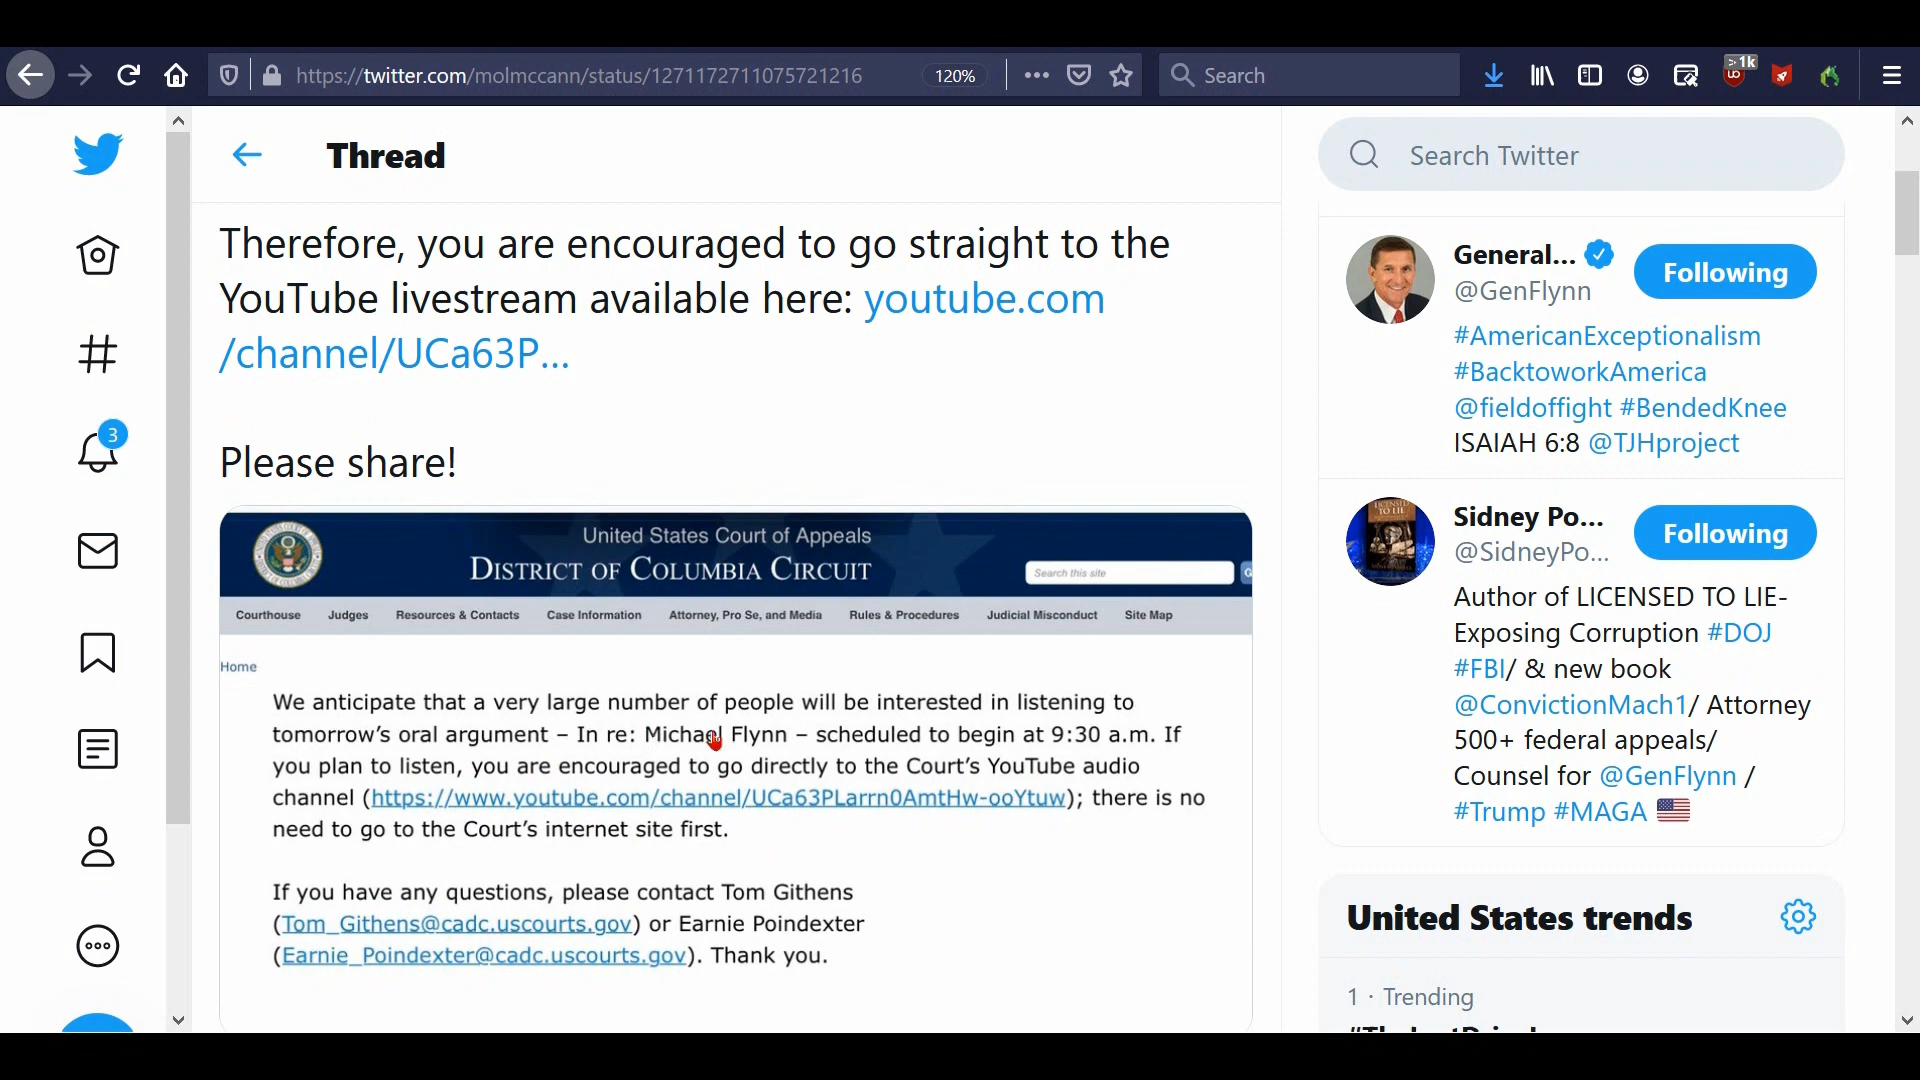 https://twitter.com/molmccann/status/1271172711075721216
120%
Search
>1k
Thread
Therefore, you are encouraged to go straight to the
YouTube livestream available here: youtube.com
/channel/UCa63P...
Please share!
3
United States Court of Appeals
DISTRICT OF COLUMBIA CIRCUIT
Search this site
Courthouse Judges Resources & Contacts Case Information Attorney, Pro Se, and Media Rules & Procedures Judicial Misconduct Site Map
Home
We anticipate that a very large number of people will be interested in listening to
tomorrow's oral argument – In re: Michael Flynn – scheduled to begin at 9:30 a.m. If
you plan to listen, you are encouraged to go directly to the Court's YouTube audio
channel (https://www.youtube.com/channel/UCa63PLarrn0AmtHw-ooYtuw); there is no
need to go to the Court's internet site first.
If you have any questions, please contact Tom Githens
(Tom_Githens@cadc.uscourts.gov) or Earnie Poindexter
(Earnie_Poindexter@cadc.uscourts.gov). Thank you.
Search Twitter
General...
@GenFlynn
Following
#AmericanExceptionalism
#BacktoworkAmerica
@fieldoffight #BendedKnee
ISAIAH 6:8 @TJHproject
Sidney Po...
@SidneyPo...
Following
Author of LICENSED TO LIE-
Exposing Corruption #DOJ
#FBI/ & new book
@ConvictionMach1/ Attorney
500+ federal appeals/
Counsel for @GenFlynn /
#Trump #MAGA
United States trends
1 · Trending